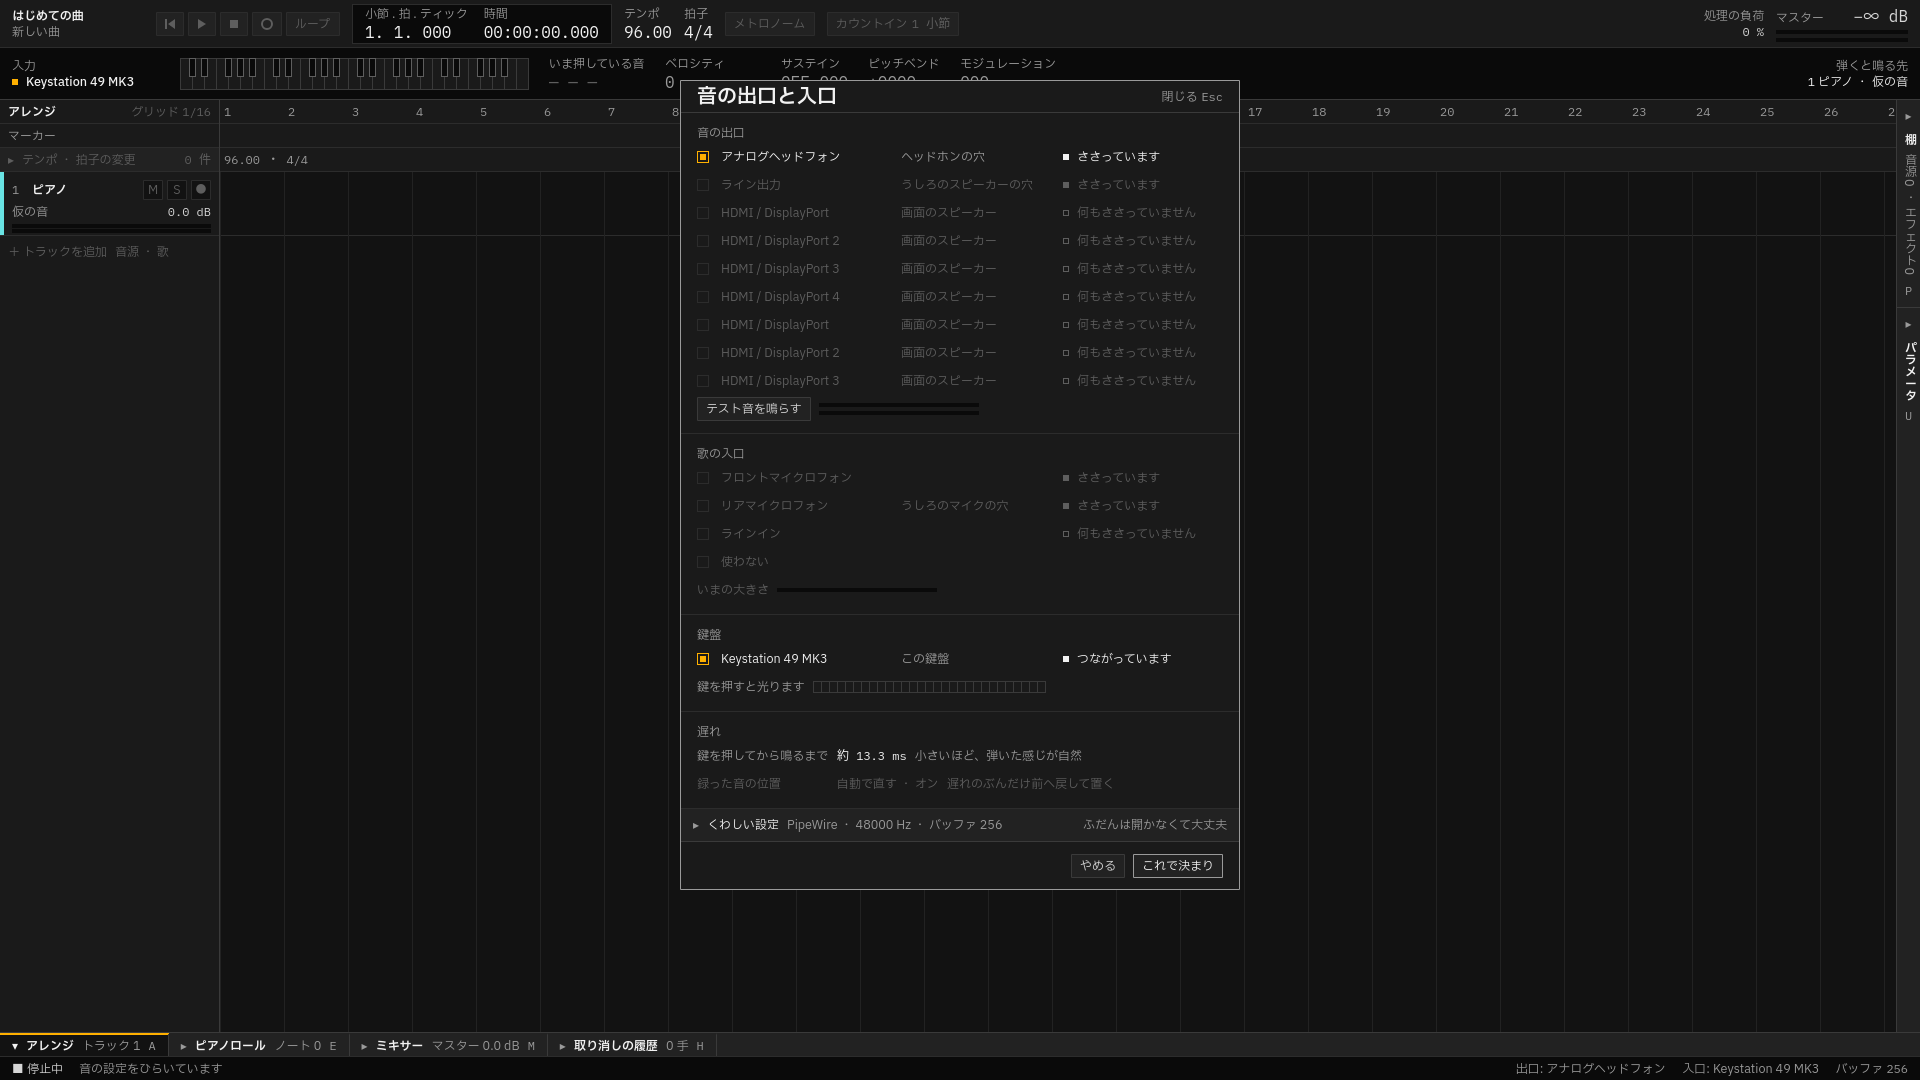 はじめての曲
新しい曲
ループ
小節 . 拍 . ティック 時間
1. 1. 000 00:00:00.000
テンポ 拍子
96.00 4/4
メトロノーム
カウントイン 1 小節
処理の負荷 マスター -∞ dB
0 %
入力
Keystation 49 MK3
いま押している音 ベロシティ サステイン ピッチベンド モジュレーション
— — — 0
弾くと鳴る先
1 ピアノ · 仮の音
アレンジ グリッド 1/16
1 2 3 4 5 6 7 8 17 18 19 20 21 22 23 24 25 26 2
マーカー
▸ テンポ · 拍子の変更 0 件
96.00 · 4/4
1 ピアノ M S
仮の音 0.0 dB
＋トラックを追加 音源 · 歌
音の出口と入口 閉じる Esc
音の出口
アナログヘッドフォン ヘッドホンの穴 ささっています
ライン出力 うしろのスピーカーの穴 ささっています
HDMI / DisplayPort 画面のスピーカー 何もささっていません
HDMI / DisplayPort 2 画面のスピーカー 何もささっていません
HDMI / DisplayPort 3 画面のスピーカー 何もささっていません
HDMI / DisplayPort 4 画面のスピーカー 何もささっていません
HDMI / DisplayPort 画面のスピーカー 何もささっていません
HDMI / DisplayPort 2 画面のスピーカー 何もささっていません
HDMI / DisplayPort 3 画面のスピーカー 何もささっていません
テスト音を鳴らす
歌の入口
フロントマイクロフォン ささっています
リアマイクロフォン うしろのマイクの穴 ささっています
ラインイン 何もささっていません
使わない
いまの大きさ
鍵盤
Keystation 49 MK3 この鍵盤 つながっています
鍵を押すと光ります
遅れ
鍵を押してから鳴るまで 約 13.3 ms 小さいほど、弾いた感じが自然
録った音の位置 自動で直す · オン 遅れのぶんだけ前へ戻して置く
▸ くわしい設定 PipeWire · 48000 Hz · バッファ 256 ふだんは開かなくて大丈夫
やめる これで決まり
▸ 棚 音源 0 · エフェクト 0 P
▸ パラメータ U
▾ アレンジ トラック 1 A
▸ ピアノロール ノート 0 E
▸ ミキサー マスター 0.0 dB M
▸ 取り消しの履歴 0 手 H
■ 停止中 音の設定をひらいています
出口: アナログヘッドフォン 入口: Keystation 49 MK3 バッファ 256